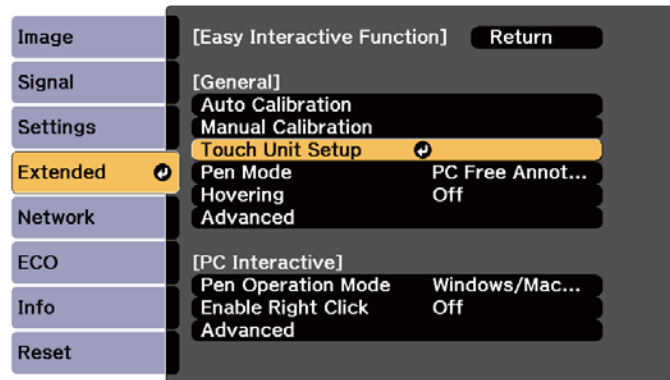 Image
Signal
Settings
Extended
Network
ECO
Info
Reset
[Easy Interactive Function] Return
[General]
Auto Calibration
Manual Calibration
Touch Unit Setup
Pen Mode PC Free Annot...
Hovering Off
Advanced
[PC Interactive]
Pen Operation Mode Windows/Mac...
Enable Right Click Off
Advanced